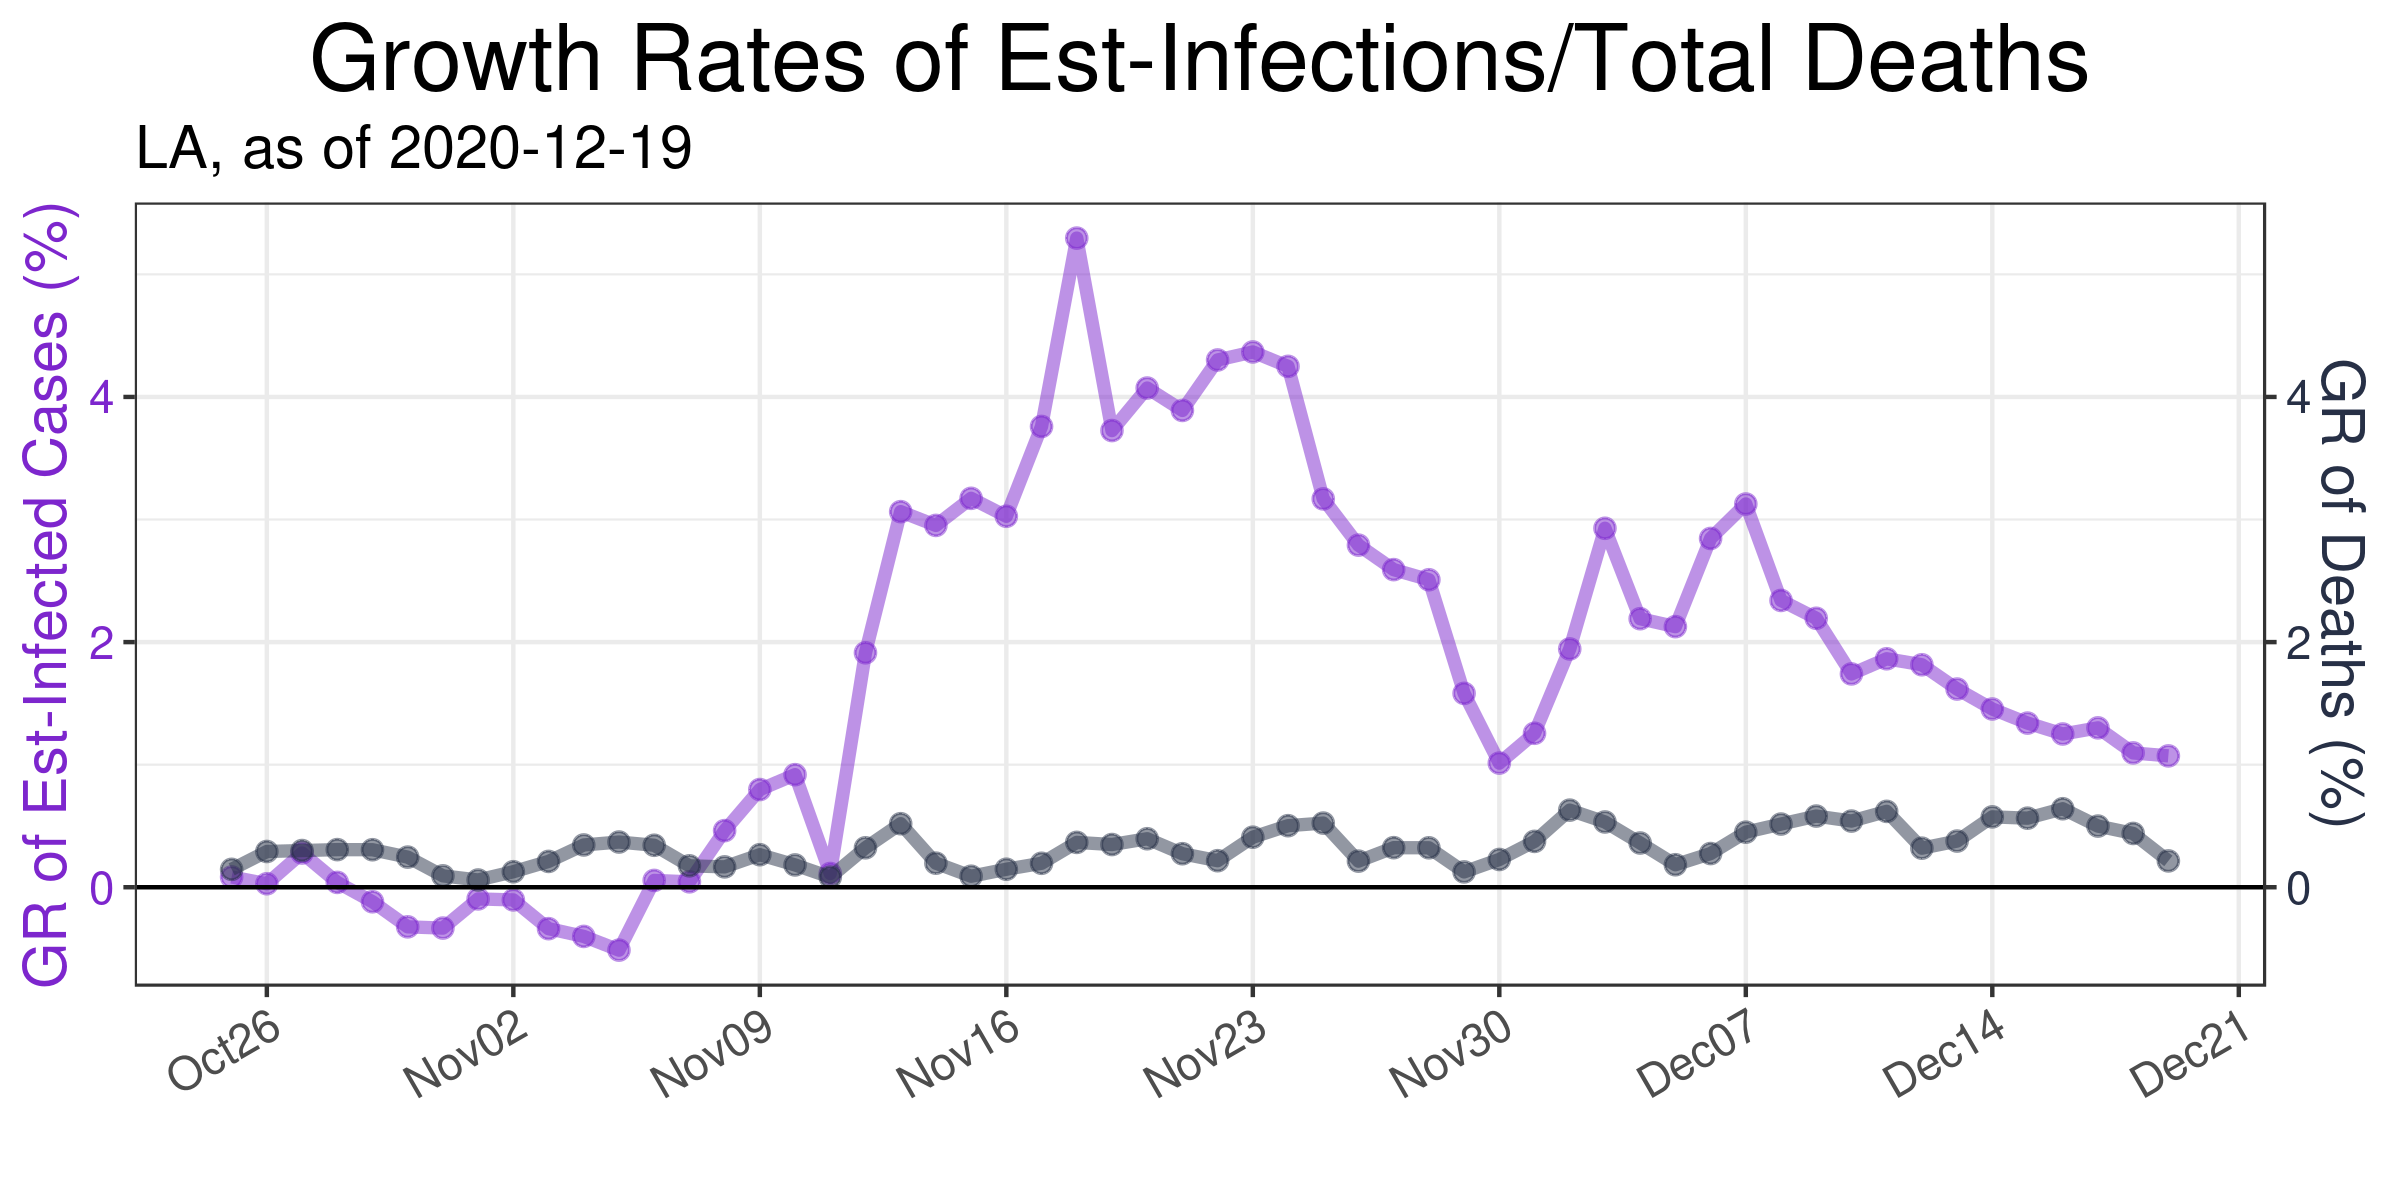 Growth Rates of Est-Infections/Total Deaths
LA, as of 2020-12-19
GR of Est-Infected Cases (%)
4
2
0
4
2
0
GR of Deaths (%)
Oct26
Nov02
Nov09
Nov16
Nov23
Nov30
Dec07
Dec14
Dec21